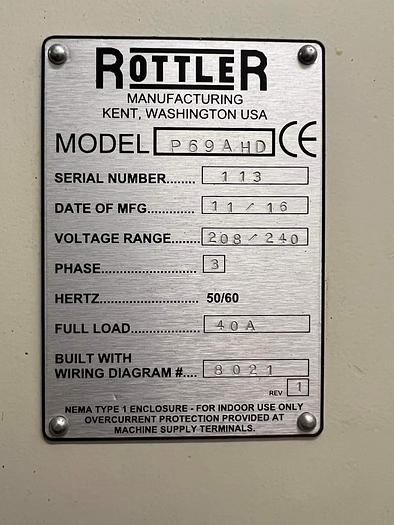 ROTTLER
MANUFACTURING
KENT, WASHINGTON USA
MODEL P69AHD CE
SERIAL NUMBER........ 113
DATE OF MFG............ 11/16
VOLTAGE RANGE....... 208/240
PHASE....................... 3
HERTZ........................ 50/60
FULL LOAD................ 40A
BUILT WITH
WIRING DIAGRAM #.... 8021
REV 1
NEMA TYPE 1 ENCLOSURE - FOR INDOOR USE ONLY
OVERCURRENT PROTECTION PROVIDED AT
MACHINE SUPPLY TERMINALS.